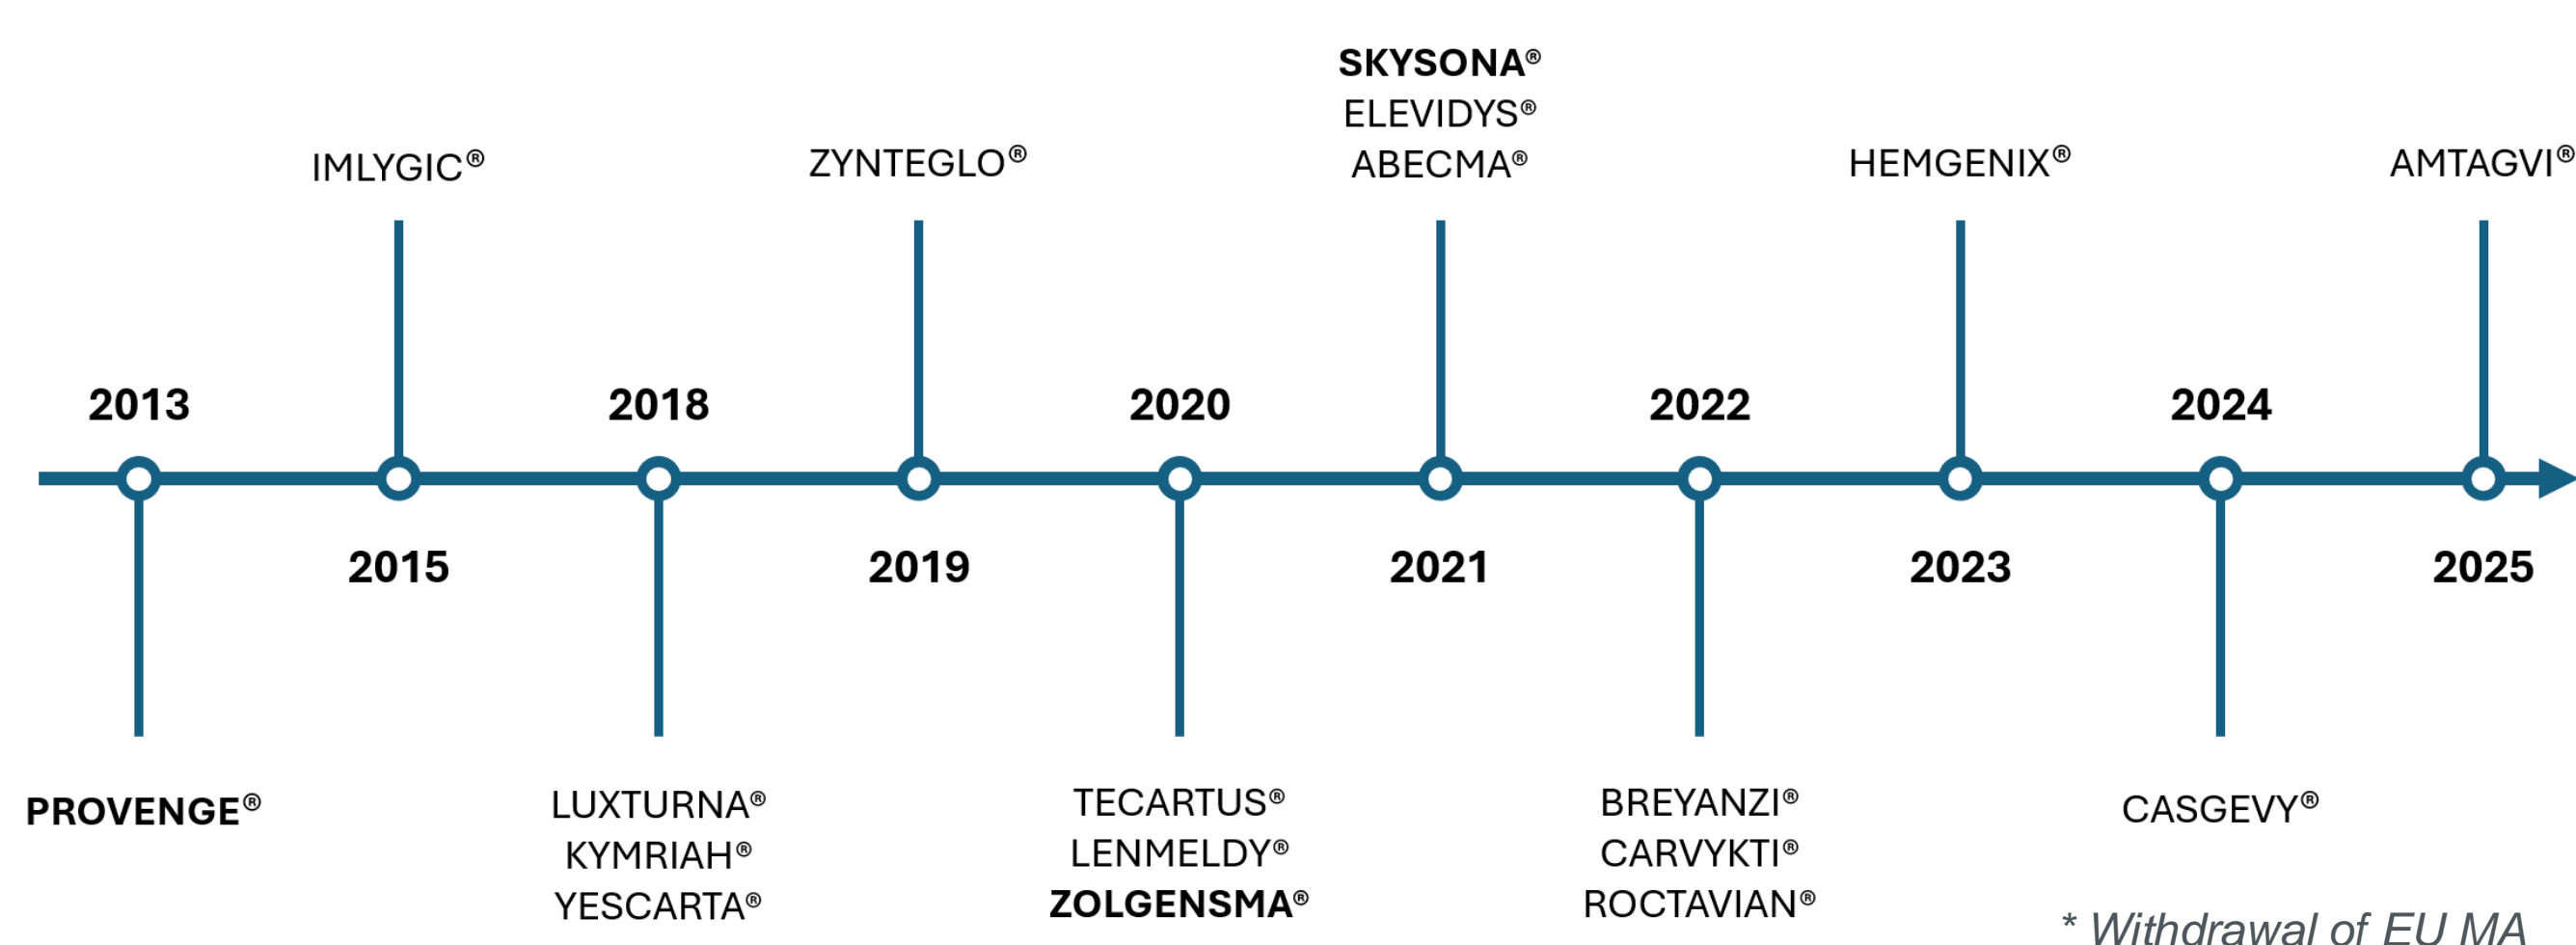 SKYSONA®
ELEVIDYS®
ABECMA®
IMLYGIC®
ZYNTEGLO®
HEMGENIX®
AMTAGVI®
2013
2018
2020
2022
2024
2015
2019
2021
2023
2025
PROVENGE®
LUXTURNA®
KYMRIAH®
YESCARTA®
TECARTUS®
LENMELDY®
ZOLGENSMA®
BREYANZI®
CARVYKTI®
ROCTAVIAN®
CASGEVY®
* Withdrawal of EU MA